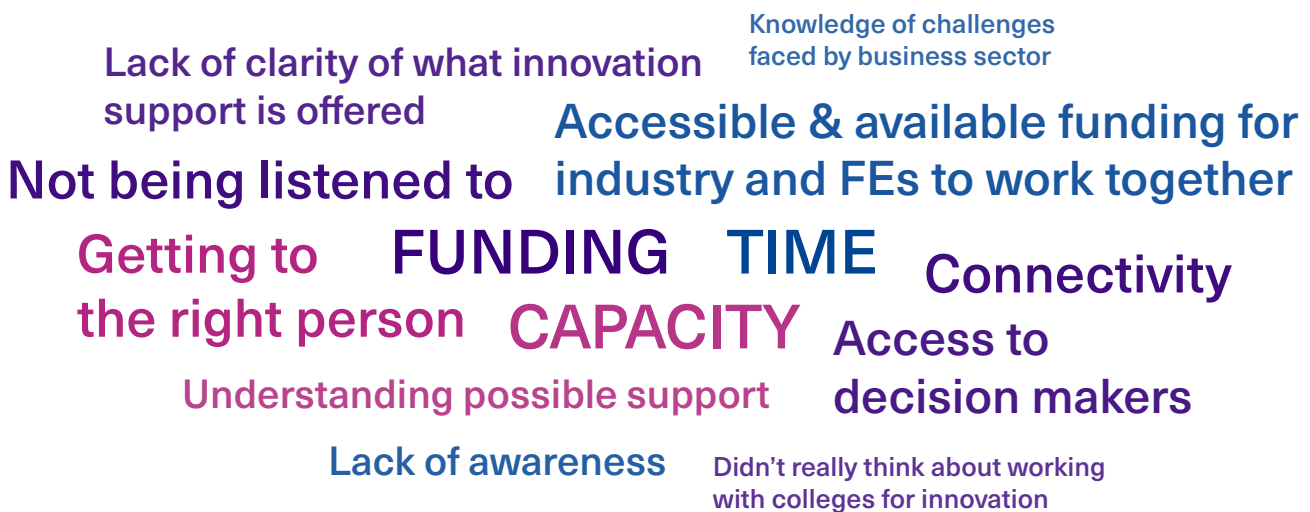 Knowledge of challenges
faced by business sector
Lack of clarity of what innovation
support is offered
Accessible & available funding for
industry and FEs to work together
Not being listened to
Getting to
the right person
FUNDING
TIME
Connectivity
CAPACITY
Access to
decision makers
Understanding possible support
Lack of awareness
Didn’t really think about working
with colleges for innovation